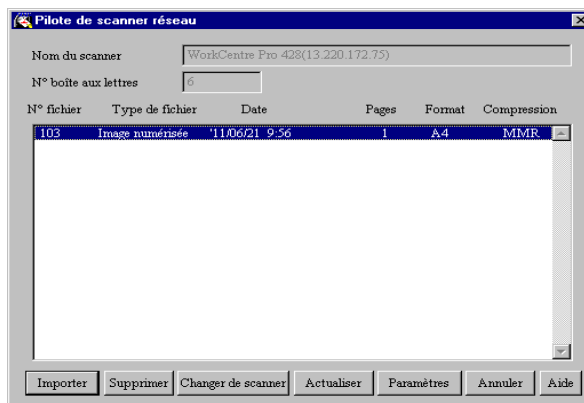 Pilote de scanner réseau
Nom du scanner WorkCentre Pro 428(13.220.172.75)
N° boîte aux lettres 6
N° fichier Type de fichier Date Pages Format Compression
103 Image numérisée '11/06/21 9:56 1 A4 MMR
Importer Supprimer Changer de scanner Actualiser Paramètres Annuler Aide